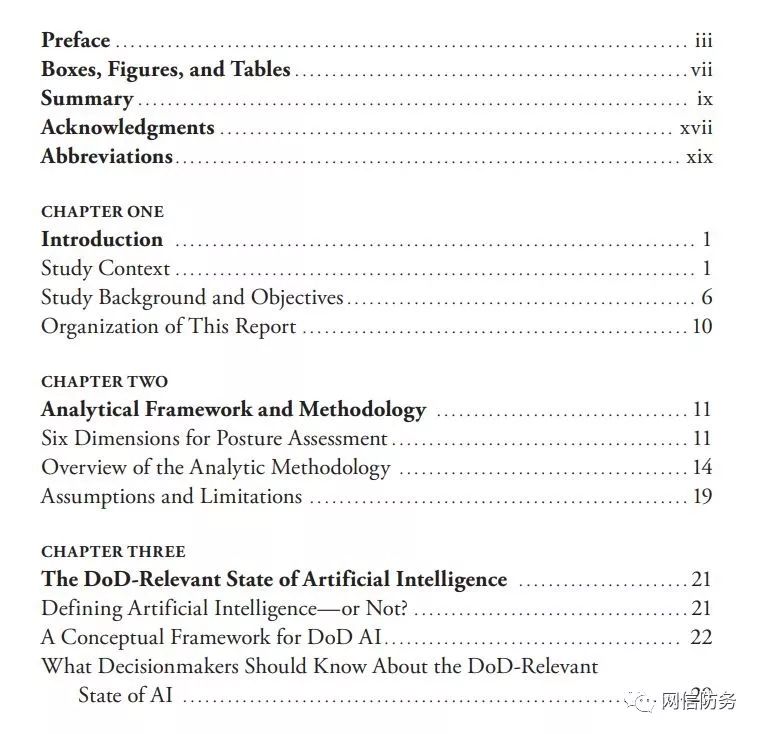 Preface ..... iii
Boxes, Figures, and Tables ..... vii
Summary ..... ix
Acknowledgments ..... xvii
Abbreviations ..... xix
CHAPTER ONE
Introduction ..... 1
Study Context ..... 1
Study Background and Objectives ..... 6
Organization of This Report ..... 10
CHAPTER TWO
Analytical Framework and Methodology ..... 11
Six Dimensions for Posture Assessment ..... 11
Overview of the Analytic Methodology ..... 14
Assumptions and Limitations ..... 19
CHAPTER THREE
The DoD-Relevant State of Artificial Intelligence ..... 21
Defining Artificial Intelligence—or Not? ..... 21
A Conceptual Framework for DoD AI ..... 22
What Decisionmakers Should Know About the DoD-Relevant
State of AI .....
网信防务